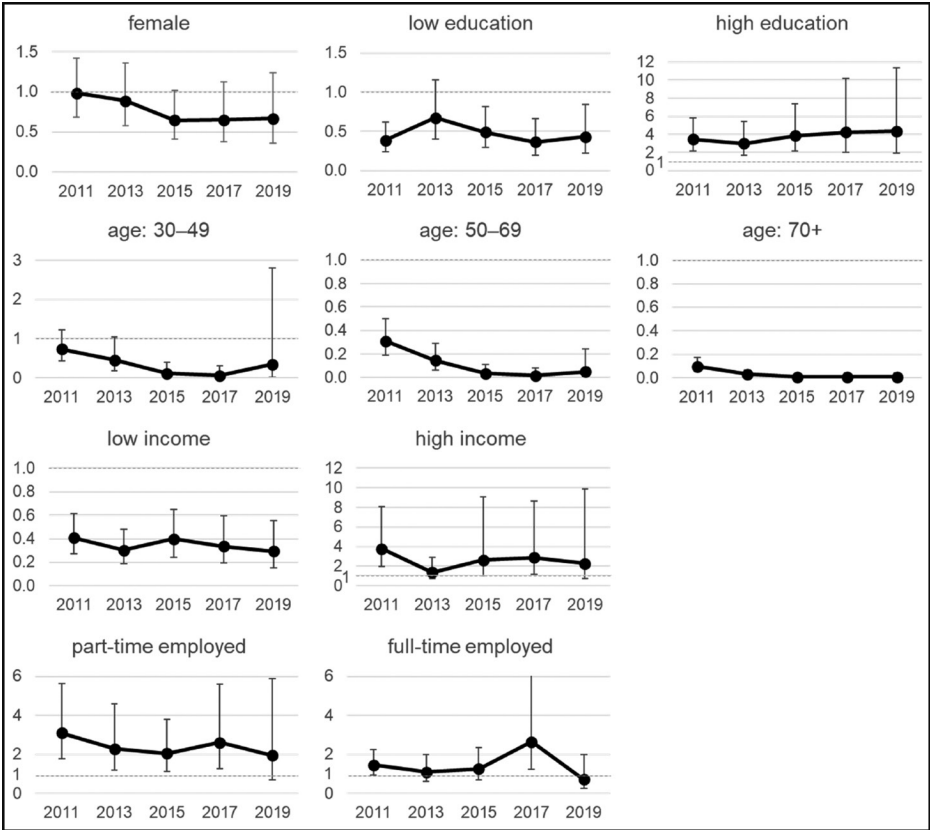 female low education high education
1.5 1.5 12
10
1.0 1.0 8
6
0.5 0.5 4
2
1
0.0 0.0 0
2011 2013 2015 2017 2019 2011 2013 2015 2017 2019 2011 2013 2015 2017 2019
age: 30–49 age: 50–69 age: 70+
3 1.0 1.0
0.8 0.8
2 0.6 0.6
1 0.4 0.4
0.2 0.2
0 0.0 0.0
2011 2013 2015 2017 2019 2011 2013 2015 2017 2019 2011 2013 2015 2017 2019
low income high income
1.0 12
0.8 10
0.6 8
6
0.4 4
0.2 2
1
0.0 0
2011 2013 2015 2017 2019 2011 2013 2015 2017 2019
part-time employed full-time employed
6 6
4 4
2 2
1 1
0 0
2011 2013 2015 2017 2019 2011 2013 2015 2017 2019